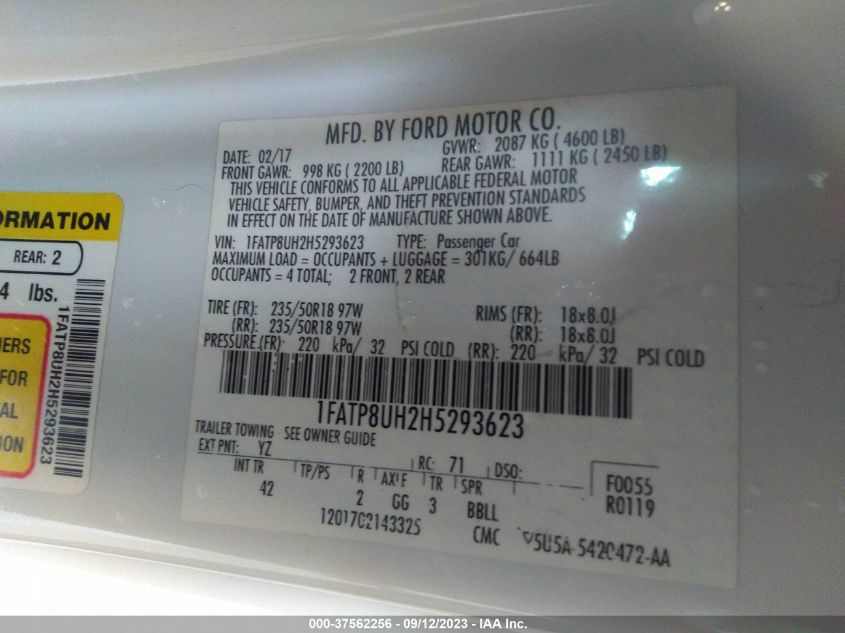 MFD. BY FORD MOTOR CO.
DATE: 02/17 GVWR: 2087 KG ( 4600 LB)
FRONT GAWR: 998 KG ( 2200 LB) REAR GAWR: 1111 KG ( 2450 LB)
THIS VEHICLE CONFORMS TO ALL APPLICABLE FEDERAL MOTOR
VEHICLE SAFETY, BUMPER, AND THEFT PREVENTION STANDARDS
IN EFFECT ON THE DATE OF MANUFACTURE SHOWN ABOVE.
VIN: 1FATP8UH2H5293623 TYPE: Passenger Car
MAXIMUM LOAD = OCCUPANTS + LUGGAGE = 301KG/ 664LB
OCCUPANTS = 4 TOTAL; 2 FRONT, 2 REAR
TIRE (FR): 235/50R18 97W RIMS (FR): 18x8.0J
(RR): 235/50R18 97W (RR): 18x8.0J
PRESSURE (FR): 220 kPa/ 32 PSI COLD (RR): 220 kPa/ 32 PSI COLD
1FATP8UH2H5293623
TRAILER TOWING SEE OWNER GUIDE
EXT PNT: YZ RC: 71 DSO: F0055
INT TR TP/PS R AXLE TR SPR R0119
42 2 GG 3 BBLL
1201702143325 CMC V5U5A-5420472-AA
ORMATION
REAR: 2
4 lbs.
1FATP8UH2H5293623
IERS
FOR
AL
ION
000-37562256 - 09/12/2023 - IAA Inc.